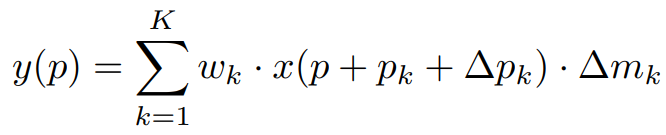 y(p) = \sum_{k=1}^{K} w_k \cdot x(p + p_k + \Delta p_k) \cdot \Delta m_k